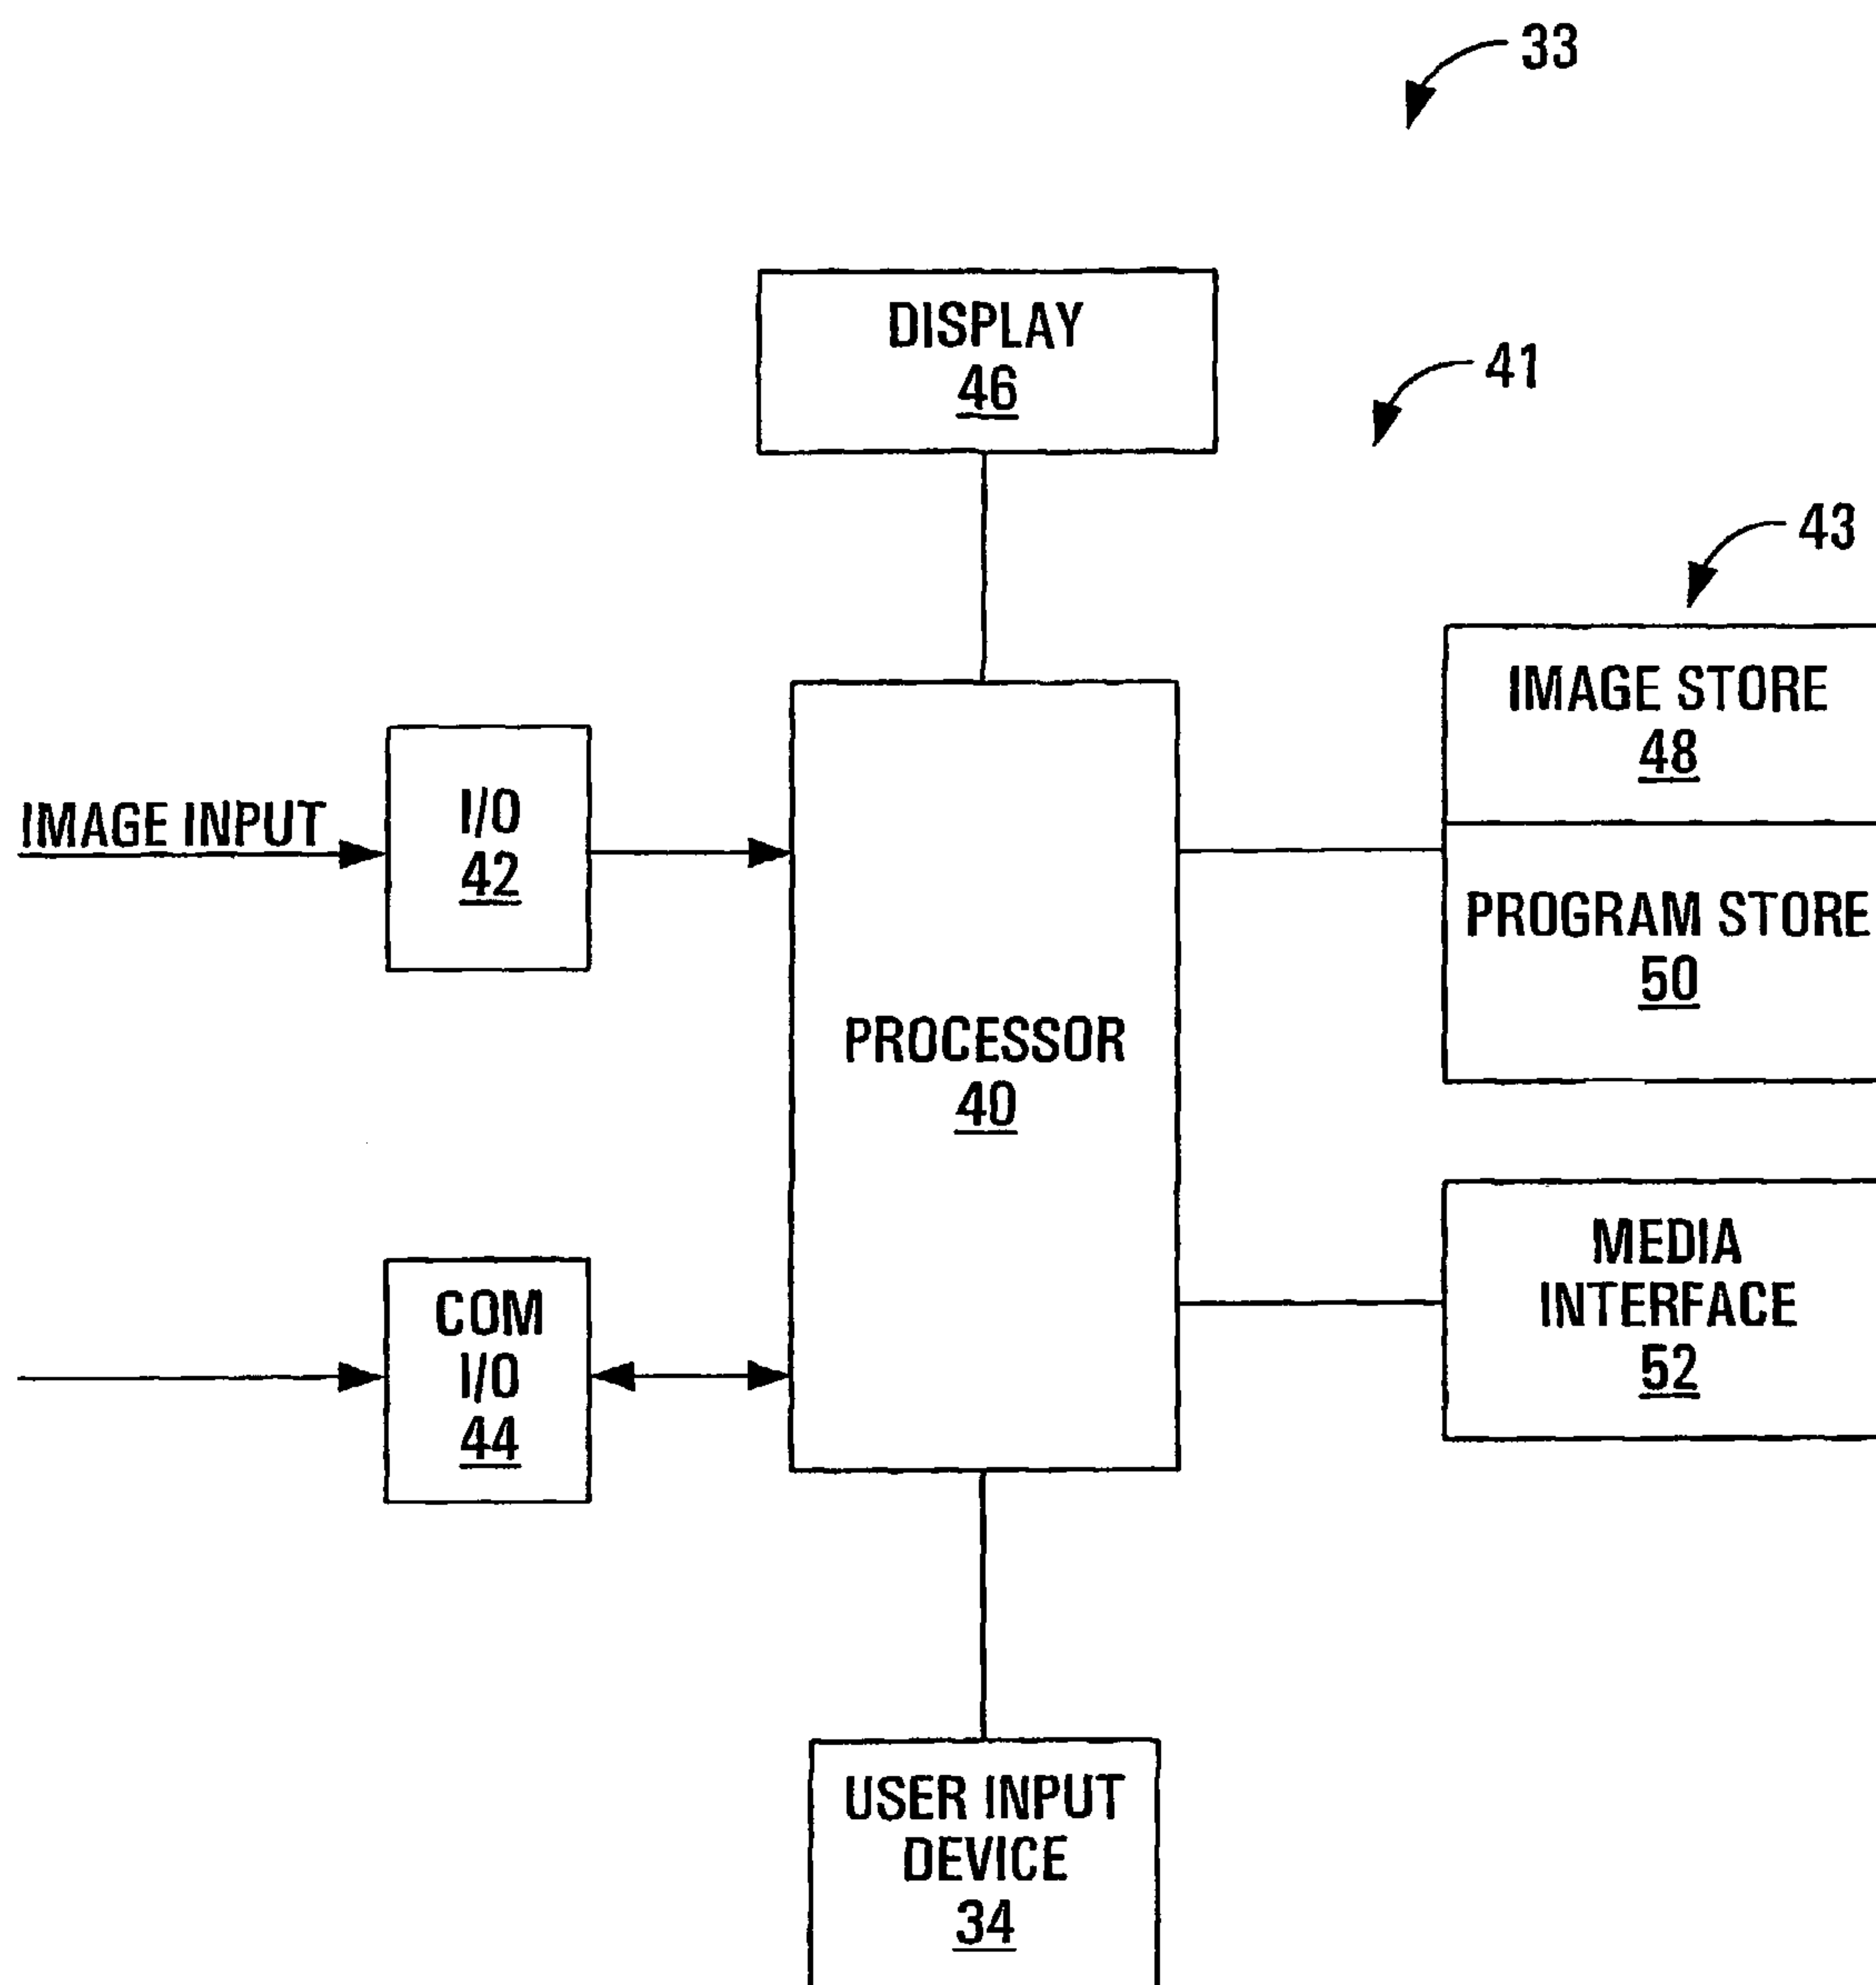 33
DISPLAY
46
41
43
IMAGE STORE
48
IMAGE INPUT
I/O
42
PROGRAM STORE
50
PROCESSOR
40
MEDIA
INTERFACE
52
COM
I/O
44
USER INPUT
DEVICE
34